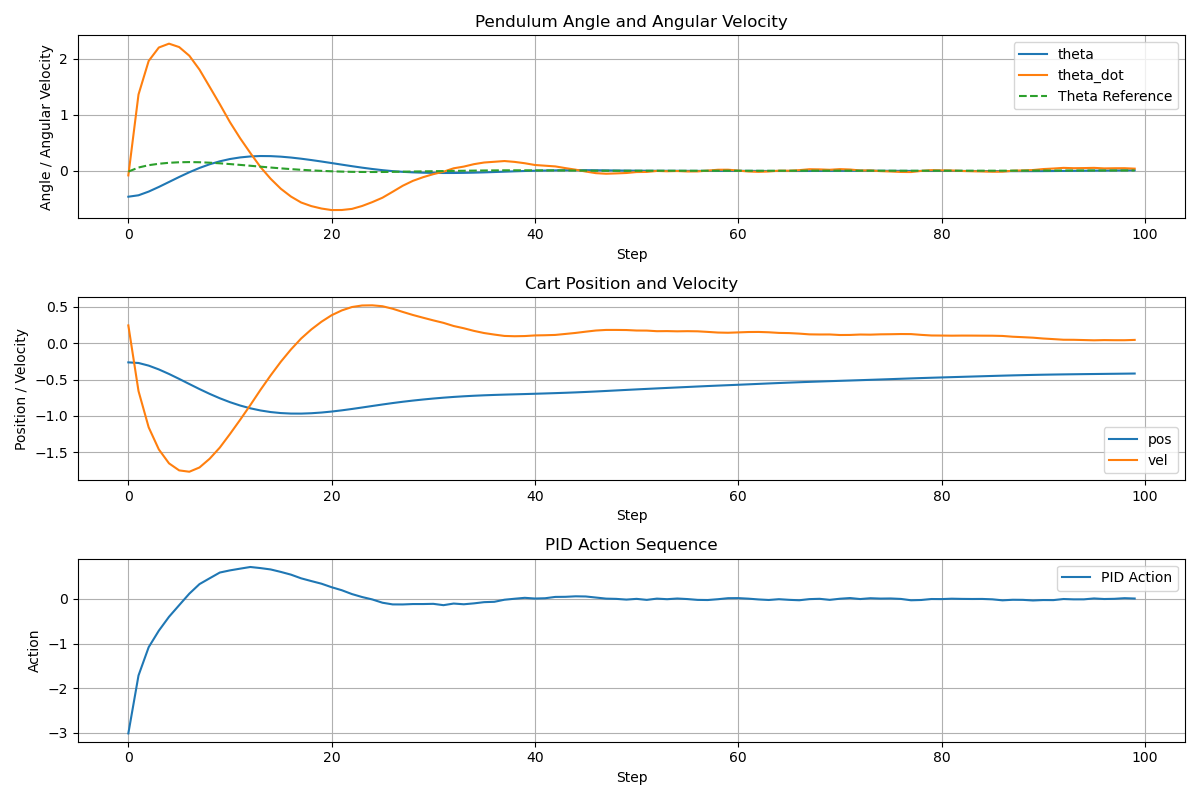 Pendulum Angle and Angular Velocity
Angle / Angular Velocity
2
1
0
theta
theta_dot
Theta Reference
0 20 40 60 80 100
Step
Cart Position and Velocity
Position / Velocity
0.5
0.0
−0.5
−1.0
−1.5
pos
vel
0 20 40 60 80 100
Step
PID Action Sequence
Action
0
−1
−2
−3
PID Action
0 20 40 60 80 100
Step